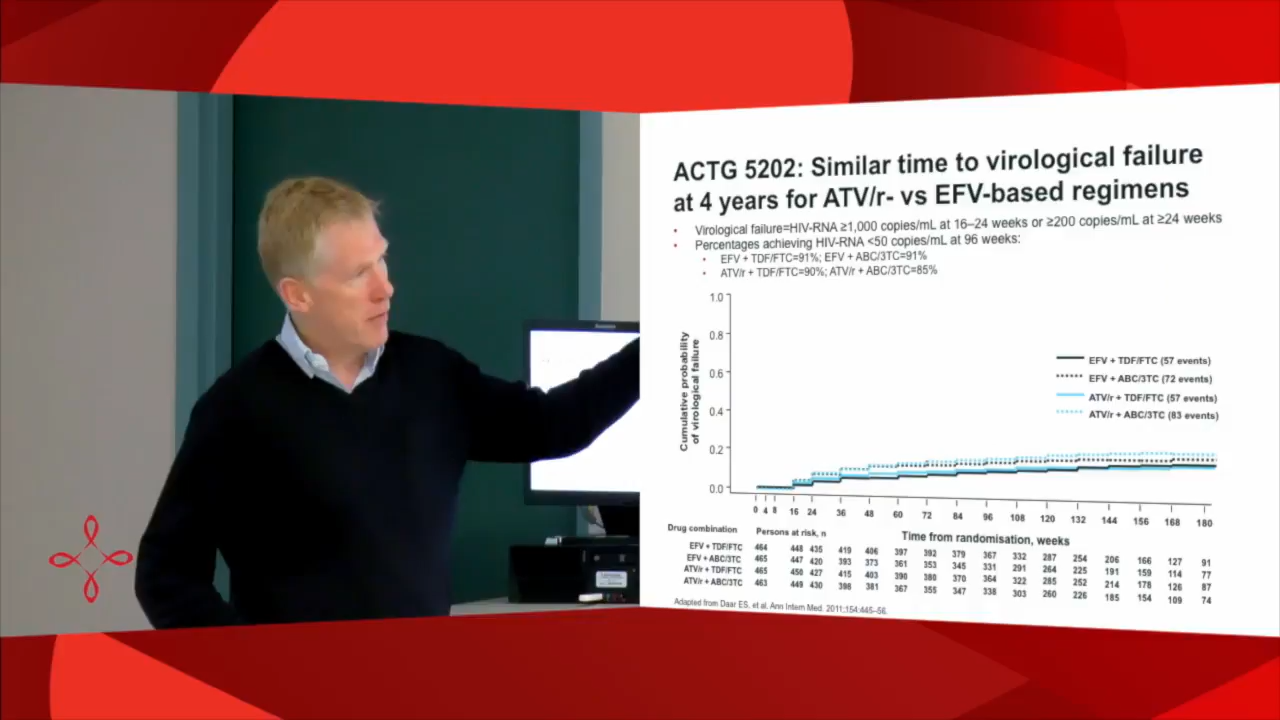 ACTG 5202: Similar time to virological failure
at 4 years for ATV/r- vs EFV-based regimens
• Virological failure=HIV-RNA ≥1,000 copies/mL at 16–24 weeks or ≥200 copies/mL at ≥24 weeks
• Percentages achieving HIV-RNA <50 copies/mL at 96 weeks:
• EFV + TDF/FTC=91%; EFV + ABC/3TC=91%
• ATV/r + TDF/FTC=90%; ATV/r + ABC/3TC=85%
Cumulative probability
of virological failure
1.0
0.8
0.6
0.4
0.2
0.0
EFV + TDF/FTC (57 events)
EFV + ABC/3TC (72 events)
ATV/r + TDF/FTC (57 events)
ATV/r + ABC/3TC (83 events)
0 4 8 16 24 36 48 60 72 84 96 108 120 132 144 156 168 180
Drug combination Persons at risk, n Time from randomisation, weeks
EFV + TDF/FTC 464 448 435 419 406 397 392 379 367 332 287 254 206 166 127 91
EFV + ABC/3TC 465 447 420 393 373 361 353 345 331 291 264 225 191 159 114 77
ATV/r + TDF/FTC 465 450 427 415 403 390 380 370 364 322 285 252 214 178 126 87
ATV/r + ABC/3TC 463 449 430 398 381 367 355 347 338 303 260 226 185 154 109 74
Adapted from Daar ES, et al. Ann Intern Med. 2011;154:445–56.